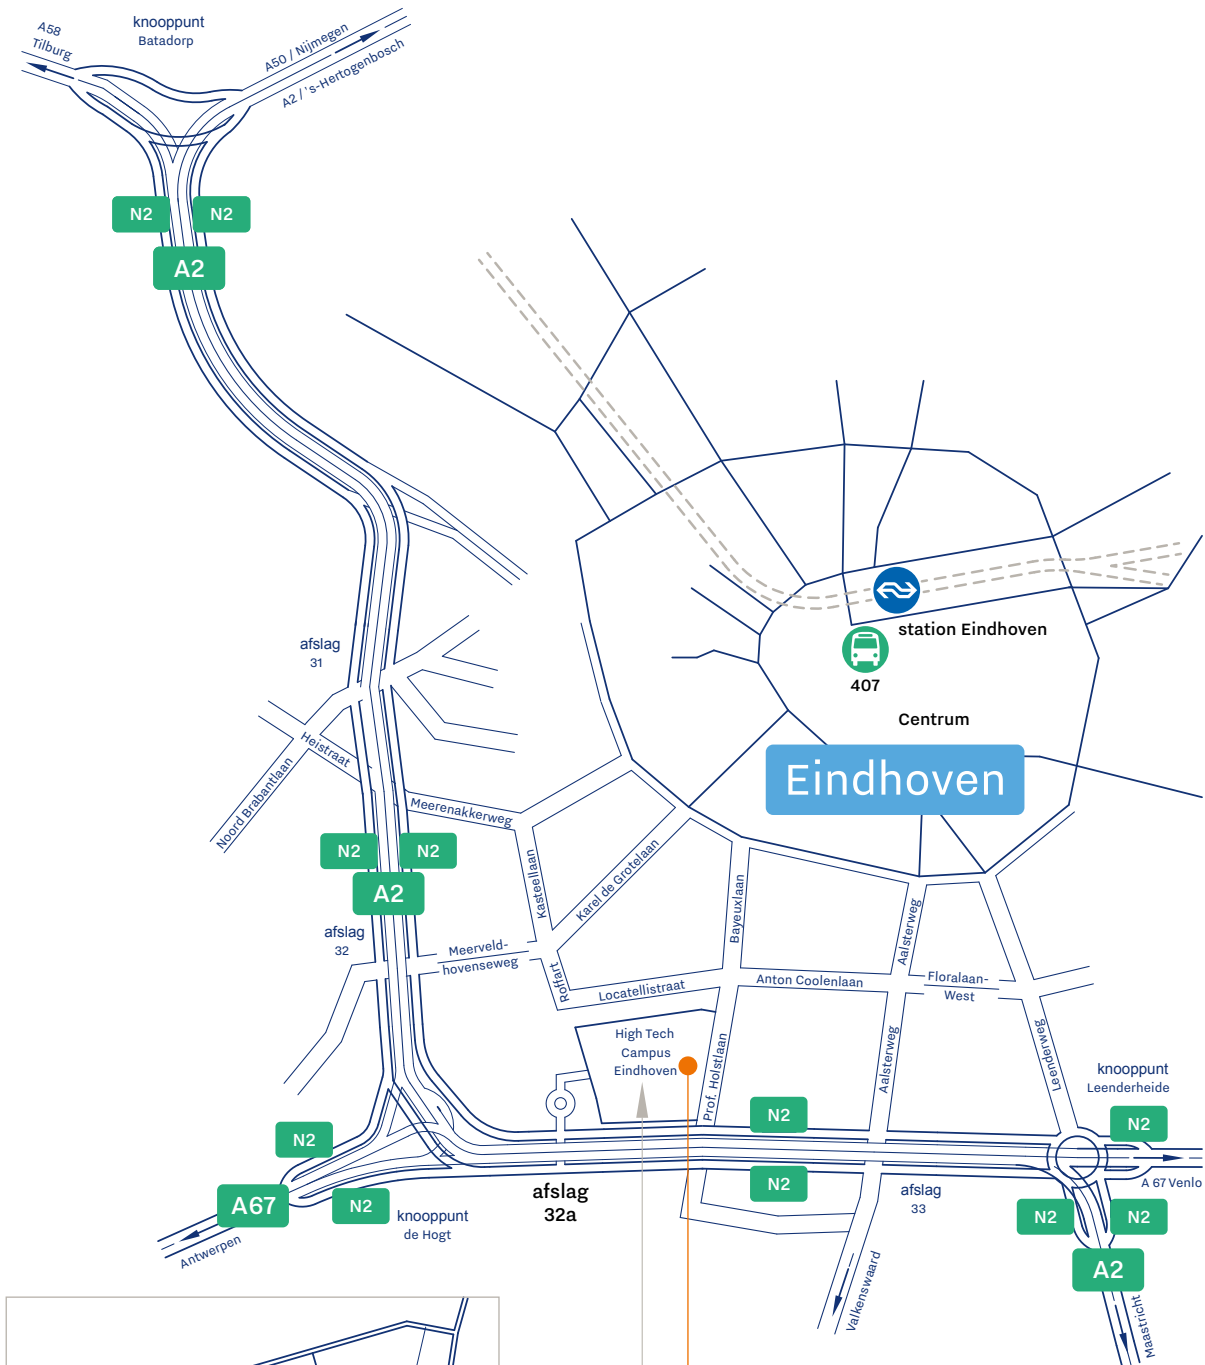 A58
Tilburg
knooppunt
Batadorp
A50 / Nijmegen
A2 / 's-Hertogenbosch
N2
N2
A2
station Eindhoven
407
Centrum
Eindhoven
afslag
31
Heistraat
Noord Brabantlaan
Meerenakkerweg
N2
N2
A2
Kasteellaan
Karel de Grotelaan
Bayeuxlaan
Aalsterweg
afslag
32
Meerveld-
hovenseweg
Roffart
Locatellistraat
Anton Coolenlaan
Floralaan-
West
High Tech
Campus
Eindhoven
Prof. Holstlaan
Aalsterweg
Leenderweg
knooppunt
Leenderheide
N2
N2
N2
N2
A 67 Venlo
A67
N2
knooppunt
de Hogt
Antwerpen
afslag
32a
afslag
33
N2
N2
A2
Valkenswaard
Maastricht